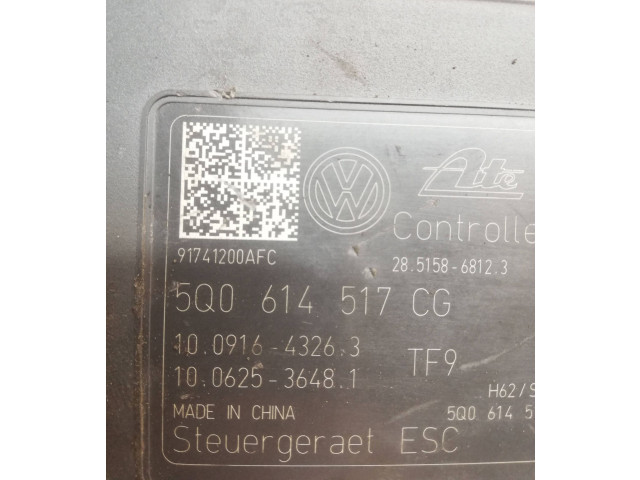 VW Ate
Controlle
.91741200AFC 28.5158-6812.3
5Q0 614 517 CG
10.0916-4326.3 TF9
10.0625-3648.1
H62/S
MADE IN CHINA 5Q0 614 5
Steuergeraet ESC